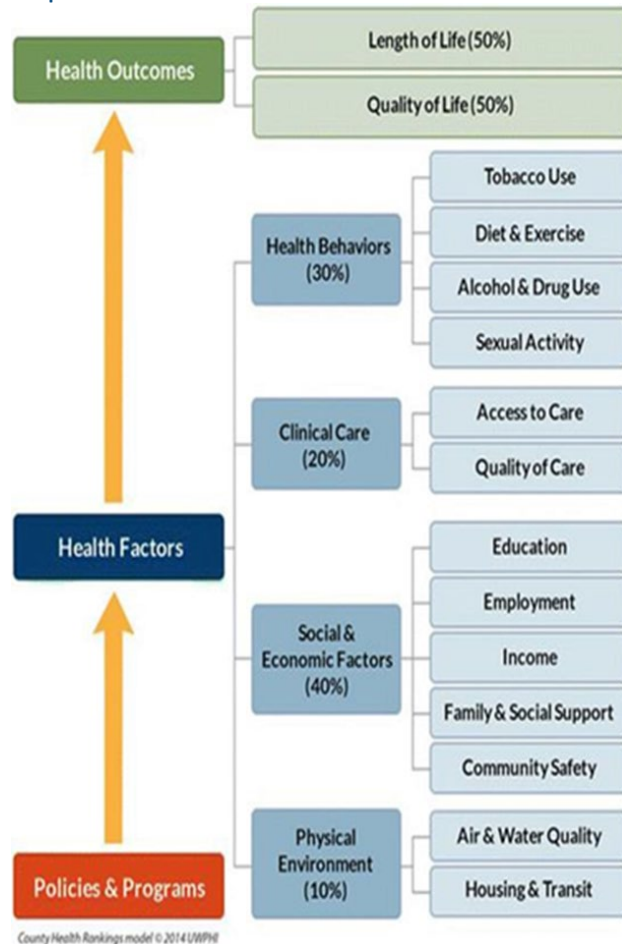 Health Outcomes
Length of Life (50%)
Quality of Life (50%)
Health Behaviors
(30%)
Tobacco Use
Diet & Exercise
Alcohol & Drug Use
Sexual Activity
Clinical Care
(20%)
Access to Care
Quality of Care
Health Factors
Social &
Economic Factors
(40%)
Education
Employment
Income
Family & Social Support
Community Safety
Physical
Environment
(10%)
Air & Water Quality
Housing & Transit
Policies & Programs
County Health Rankings model © 2014 UWPHI